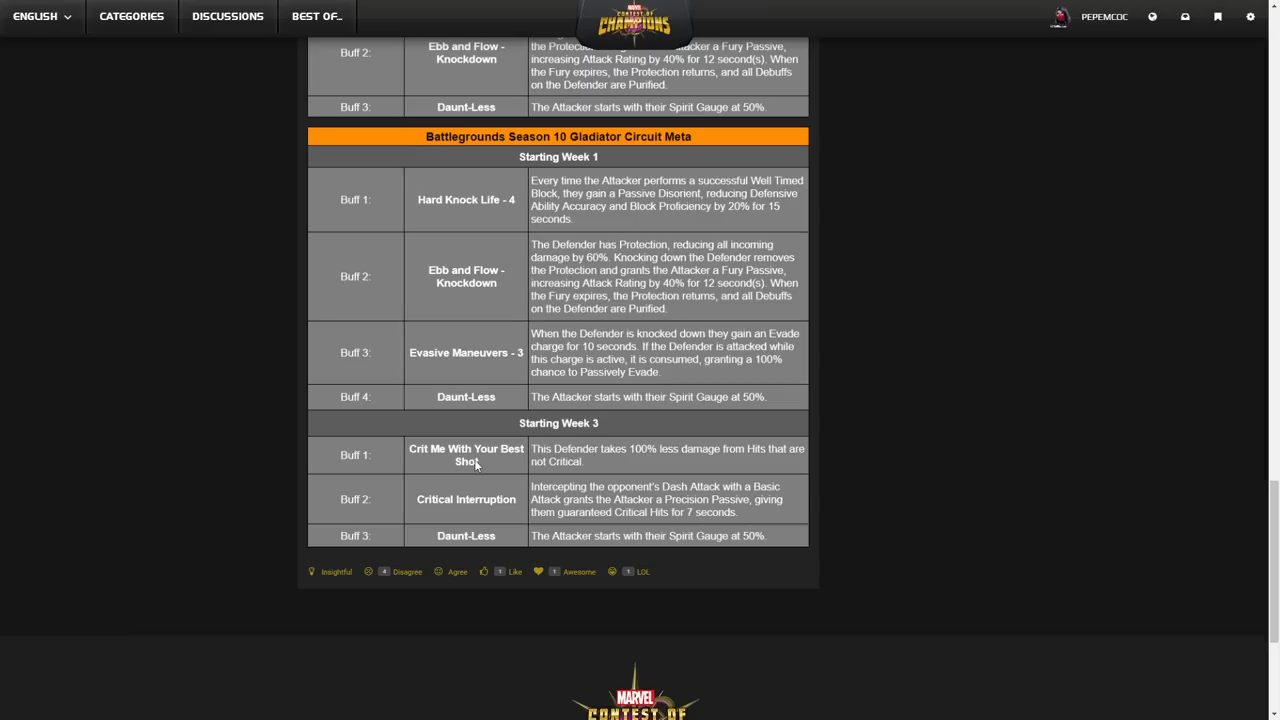 ENGLISH
CATEGORIES
DISCUSSIONS
BEST OF...
MARVEL
CONTEST OF
CHAMPIONS
PEPEMCOC
Buff 2:
Ebb and Flow -
Knockdown
increasing Attack Rating by 40% for 12 second(s). When
the Fury expires, the Protection returns, and all Debuffs
on the Defender are Purified.
Buff 3:
Daunt-Less
The Attacker starts with their Spirit Gauge at 50%.
Battlegrounds Season 10 Gladiator Circuit Meta
Starting Week 1
Buff 1:
Hard Knock Life - 4
Every time the Attacker performs a successful Well Timed
Block, they gain a Passive Disorient, reducing Defensive
Ability Accuracy and Block Proficiency by 20% for 15
seconds.
Buff 2:
Ebb and Flow -
Knockdown
The Defender has Protection, reducing all incoming
damage by 60%. Knocking down the Defender removes
the Protection and grants the Attacker a Fury Passive,
increasing Attack Rating by 40% for 12 second(s). When
the Fury expires, the Protection returns, and all Debuffs
on the Defender are Purified.
Buff 3:
Evasive Maneuvers - 3
When the Defender is knocked down they gain an Evade
charge for 10 seconds. If the Defender is attacked while
this charge is active, it is consumed, granting a 100%
chance to Passively Evade.
Buff 4:
Daunt-Less
The Attacker starts with their Spirit Gauge at 50%.
Starting Week 3
Buff 1:
Crit Me With Your Best
Shot
This Defender takes 100% less damage from Hits that are
not Critical.
Buff 2:
Critical Interruption
Intercepting the opponent's Dash Attack with a Basic
Attack grants the Attacker a Precision Passive, giving
them guaranteed Critical Hits for 7 seconds.
Buff 3:
Daunt-Less
The Attacker starts with their Spirit Gauge at 50%.
Insightful 4 Disagree Agree 1 Like 1 Awesome 1 LOL
MARVEL
CONTEST OF